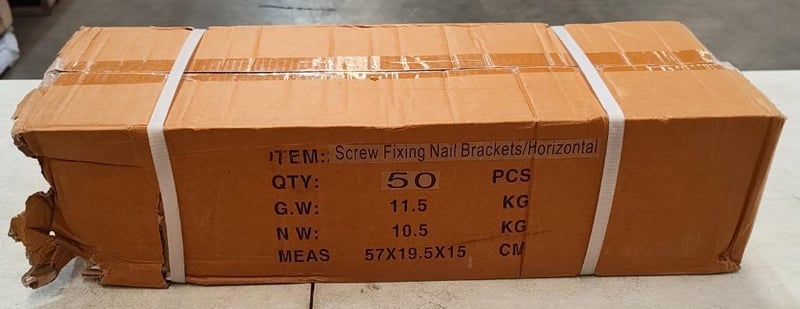 ITEM: Screw Fixing Nail Brackets/Horizontal
QTY: 50 PCS
G.W: 11.5 KG
N W: 10.5 KG
MEAS 57X19.5X15 CM